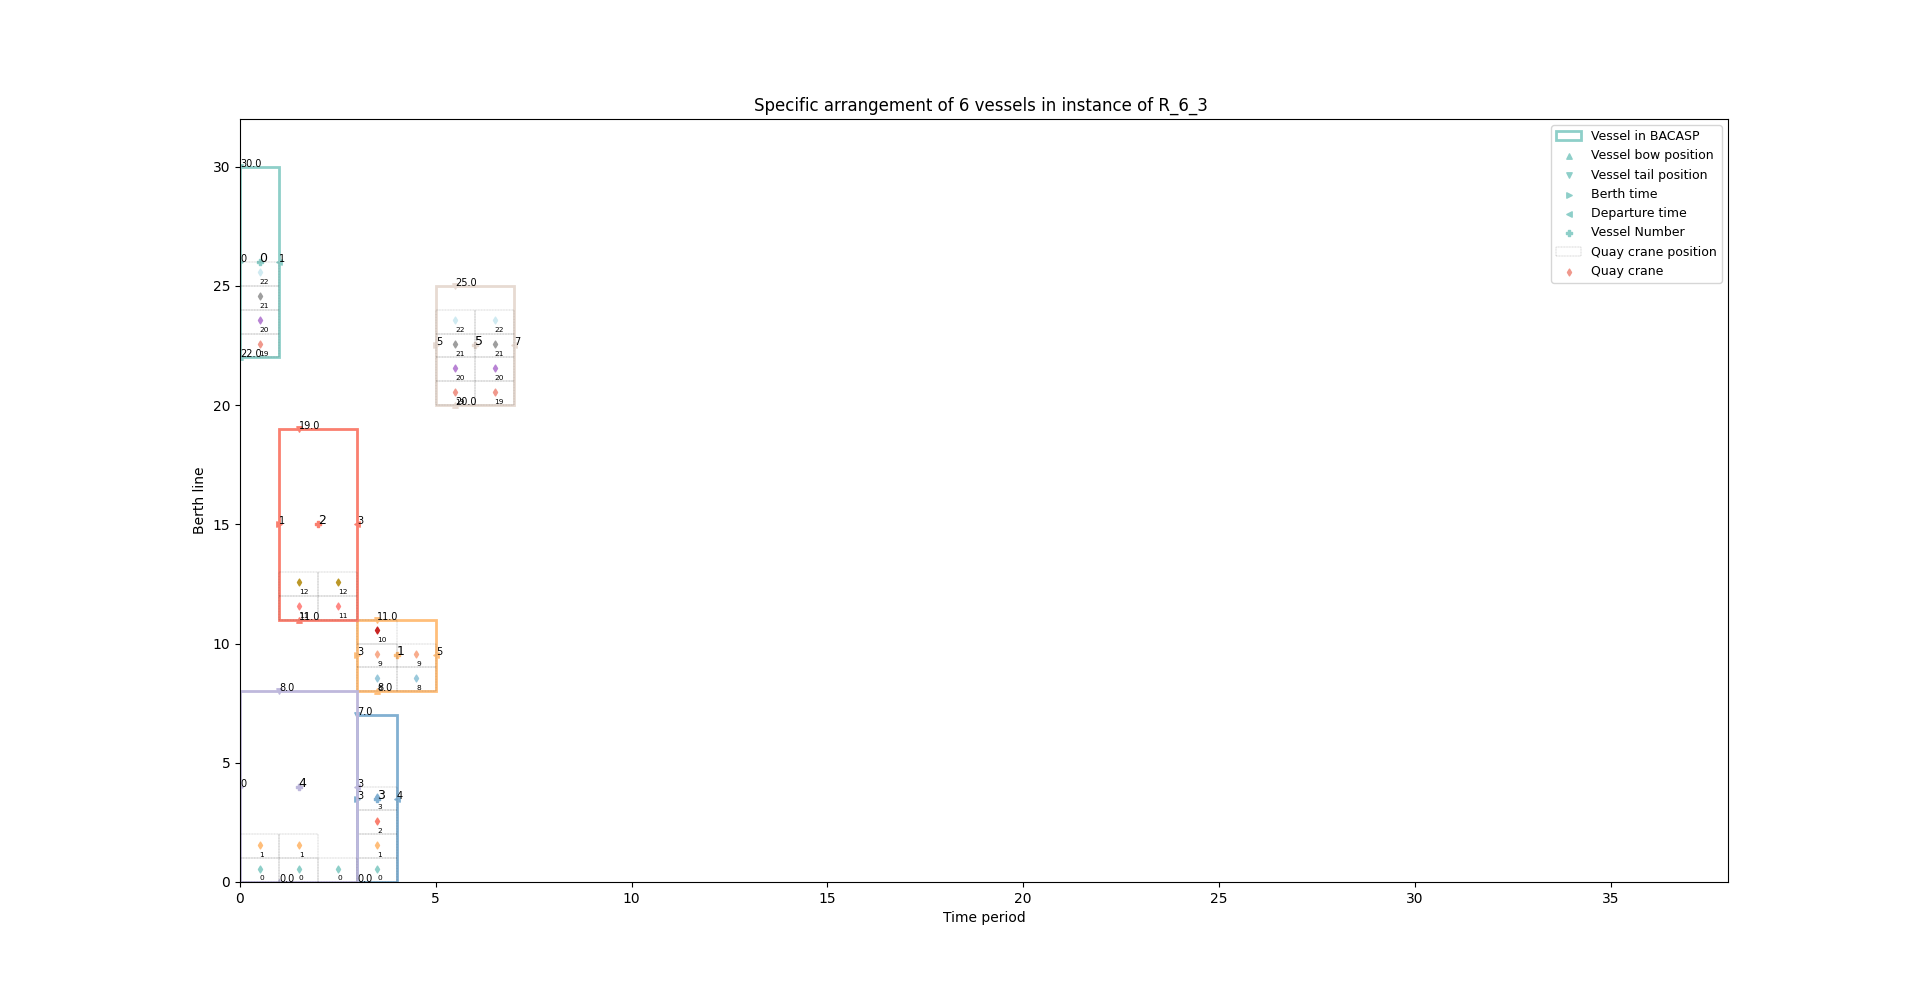 Specific arrangement of 6 vessels in instance of R_6_3
Vessel in BACASP
Vessel bow position
Vessel tail position
Berth time
Departure time
Vessel Number
Quay crane position
Quay crane
Berth line
30
25
20
15
10
5
0
30.0
0 0 1
22
21
20
19
22.0
25.0
22 22
5 5 7
21 21
20 20
19
20.0
19.0
1 2 3
12 12
11
11.0
11.0
10
3 1 5
9 9
8 8
8.0
8.0
7.0
0 4 3
3 3 4
3
2
1 1 1
0 0 0 0
0.0 0.0
0 5 10 15 20 25 30 35
Time period